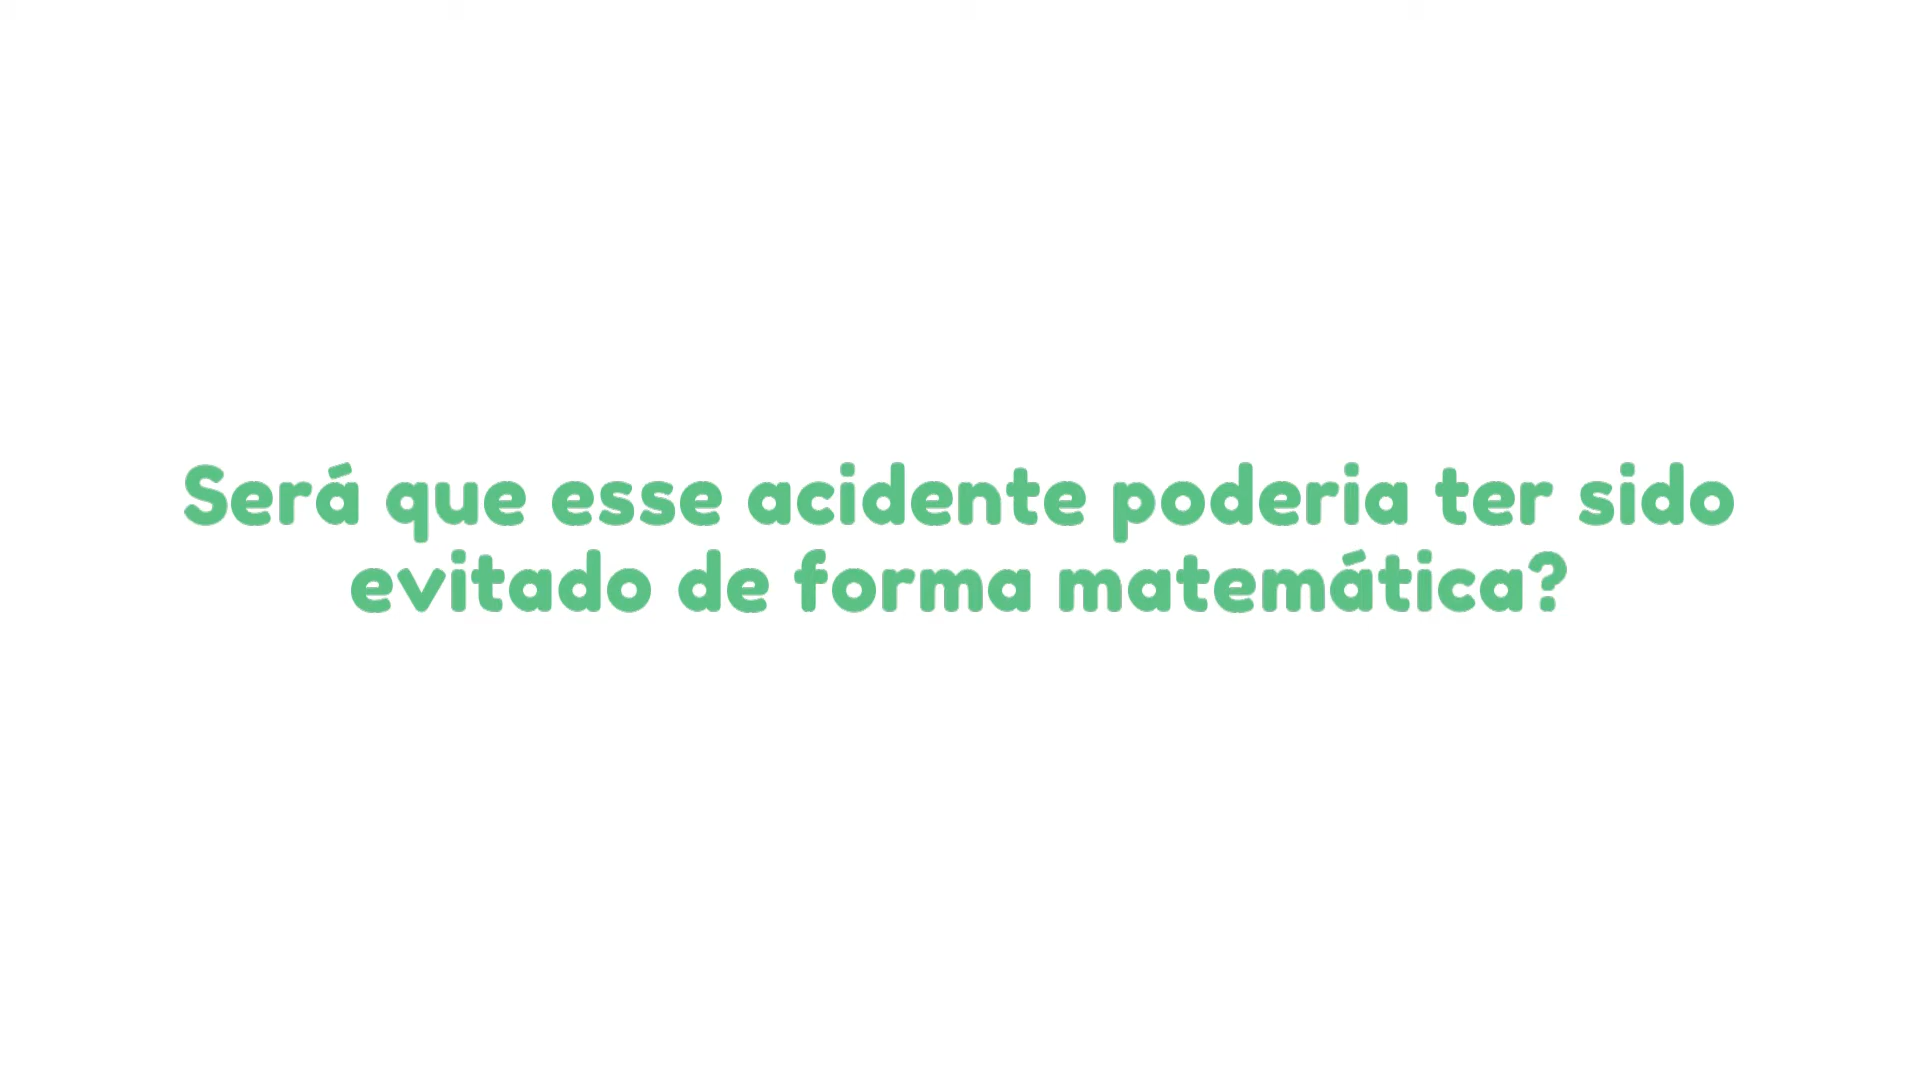 Será que esse acidente poderia ter sido
evitado de forma matemática?